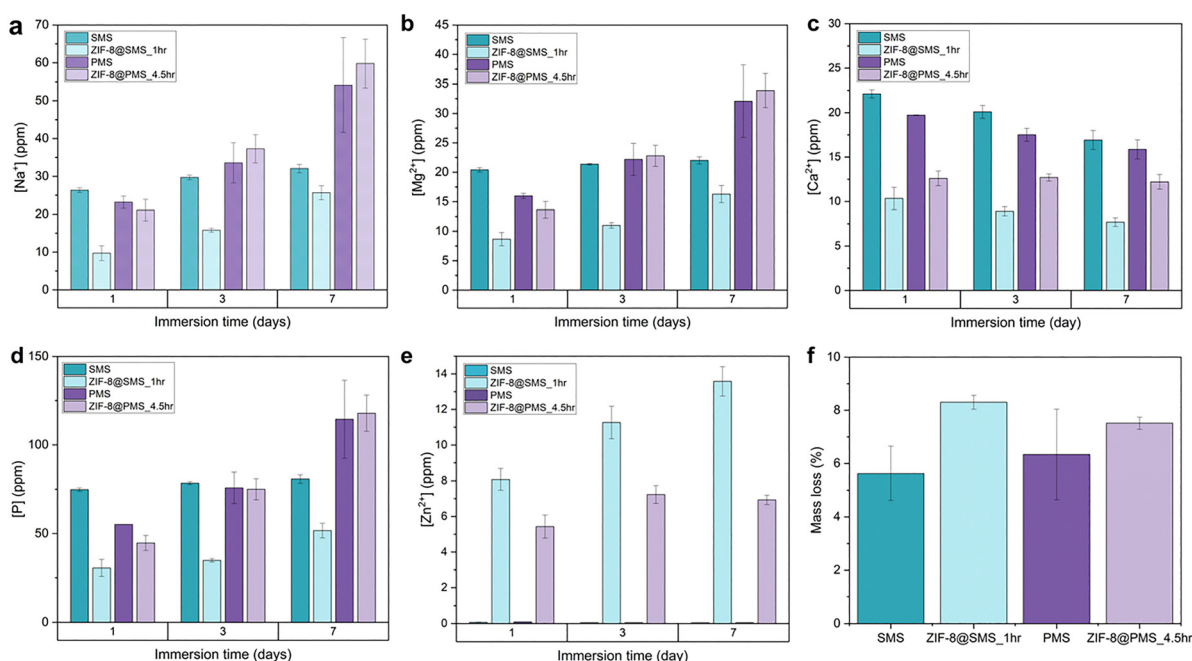 a
70
60
50
40
30
20
10
0
[Na⁺] (ppm)
SMS
ZIF-8@SMS_1hr
PMS
ZIF-8@PMS_4.5hr
1 3 7
Immersion time (days)
b
45
40
35
30
25
20
15
10
5
0
[Mg²⁺] (ppm)
SMS
ZIF-8@SMS_1hr
PMS
ZIF-8@PMS_4.5hr
1 3 7
Immersion time (days)
c
30
25
20
15
10
5
0
[Ca²⁺] (ppm)
SMS
ZIF-8@SMS_1hr
PMS
ZIF-8@PMS_4.5hr
1 3 7
Immersion time (day)
d
150
100
50
0
[P] (ppm)
SMS
ZIF-8@SMS_1hr
PMS
ZIF-8@PMS_4.5hr
1 3 7
Immersion time (days)
e
14
12
10
8
6
4
2
0
[Zn²⁺] (ppm)
SMS
ZIF-8@SMS_1hr
PMS
ZIF-8@PMS_4.5hr
1 3 7
Immersion time (days)
f
10
8
6
4
2
0
Mass loss (%)
SMS ZIF-8@SMS_1hr PMS ZIF-8@PMS_4.5hr